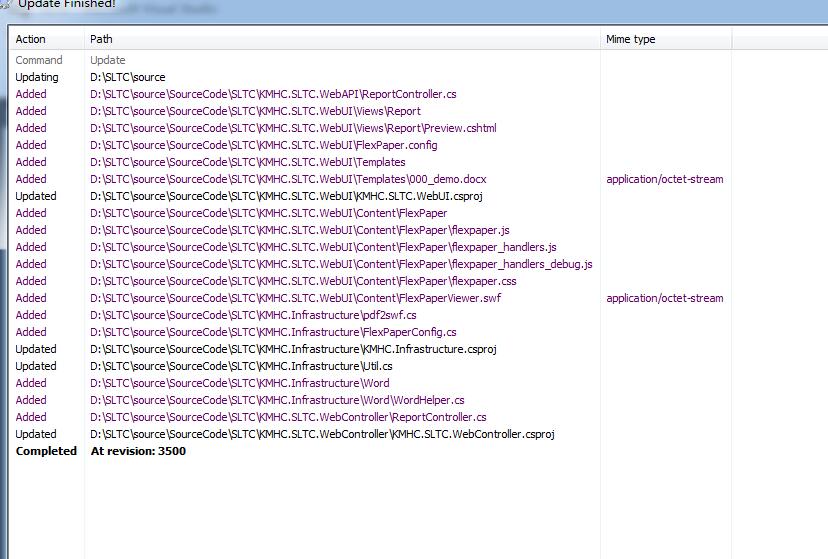 Update Finished!
Action Path Mime type
Command Update
Updating D:\SLTC\source
Added D:\SLTC\source\SourceCode\SLTC\KMHC.SLTC.WebAPI\ReportController.cs
Added D:\SLTC\source\SourceCode\SLTC\KMHC.SLTC.WebUI\Views\Report
Added D:\SLTC\source\SourceCode\SLTC\KMHC.SLTC.WebUI\Views\Report\Preview.cshtml
Added D:\SLTC\source\SourceCode\SLTC\KMHC.SLTC.WebUI\FlexPaper.config
Added D:\SLTC\source\SourceCode\SLTC\KMHC.SLTC.WebUI\Templates
Added D:\SLTC\source\SourceCode\SLTC\KMHC.SLTC.WebUI\Templates\000_demo.docx application/octet-stream
Updated D:\SLTC\source\SourceCode\SLTC\KMHC.SLTC.WebUI\KMHC.SLTC.WebUI.csproj
Added D:\SLTC\source\SourceCode\SLTC\KMHC.SLTC.WebUI\Content\FlexPaper
Added D:\SLTC\source\SourceCode\SLTC\KMHC.SLTC.WebUI\Content\FlexPaper\flexpaper.js
Added D:\SLTC\source\SourceCode\SLTC\KMHC.SLTC.WebUI\Content\FlexPaper\flexpaper_handlers.js
Added D:\SLTC\source\SourceCode\SLTC\KMHC.SLTC.WebUI\Content\FlexPaper\flexpaper_handlers_debug.js
Added D:\SLTC\source\SourceCode\SLTC\KMHC.SLTC.WebUI\Content\FlexPaper\flexpaper.css
Added D:\SLTC\source\SourceCode\SLTC\KMHC.SLTC.WebUI\Content\FlexPaperViewer.swf application/octet-stream
Added D:\SLTC\source\SourceCode\SLTC\KMHC.Infrastructure\pdf2swf.cs
Added D:\SLTC\source\SourceCode\SLTC\KMHC.Infrastructure\FlexPaperConfig.cs
Updated D:\SLTC\source\SourceCode\SLTC\KMHC.Infrastructure\KMHC.Infrastructure.csproj
Updated D:\SLTC\source\SourceCode\SLTC\KMHC.Infrastructure\Util.cs
Added D:\SLTC\source\SourceCode\SLTC\KMHC.Infrastructure\Word
Added D:\SLTC\source\SourceCode\SLTC\KMHC.Infrastructure\Word\WordHelper.cs
Added D:\SLTC\source\SourceCode\SLTC\KMHC.SLTC.WebController\ReportController.cs
Updated D:\SLTC\source\SourceCode\SLTC\KMHC.SLTC.WebController\KMHC.SLTC.WebController.csproj
Completed At revision: 3500